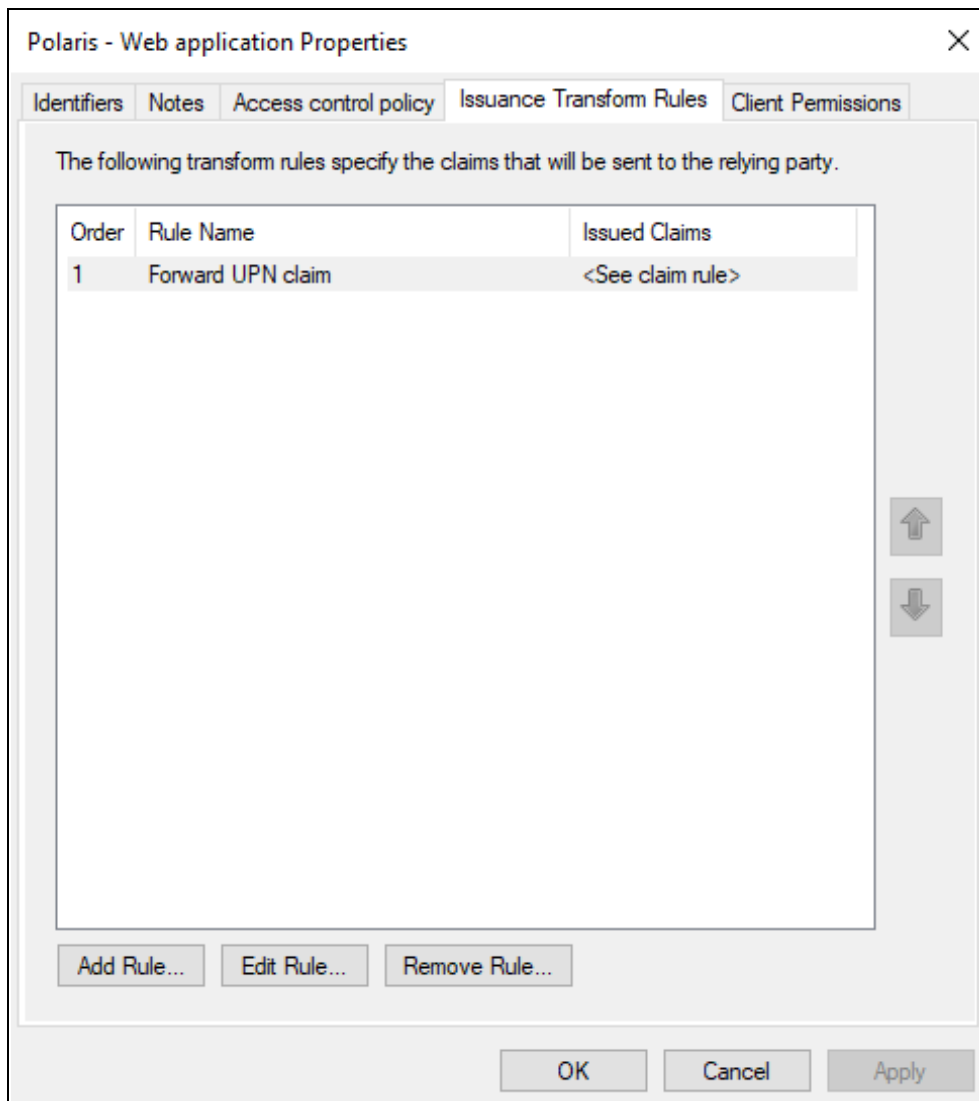 Polaris - Web application Properties
Identifiers Notes Access control policy Issuance Transform Rules Client Permissions
The following transform rules specify the claims that will be sent to the relying party.
Order Rule Name Issued Claims
1 Forward UPN claim <See claim rule>
Add Rule... Edit Rule... Remove Rule...
OK Cancel Apply